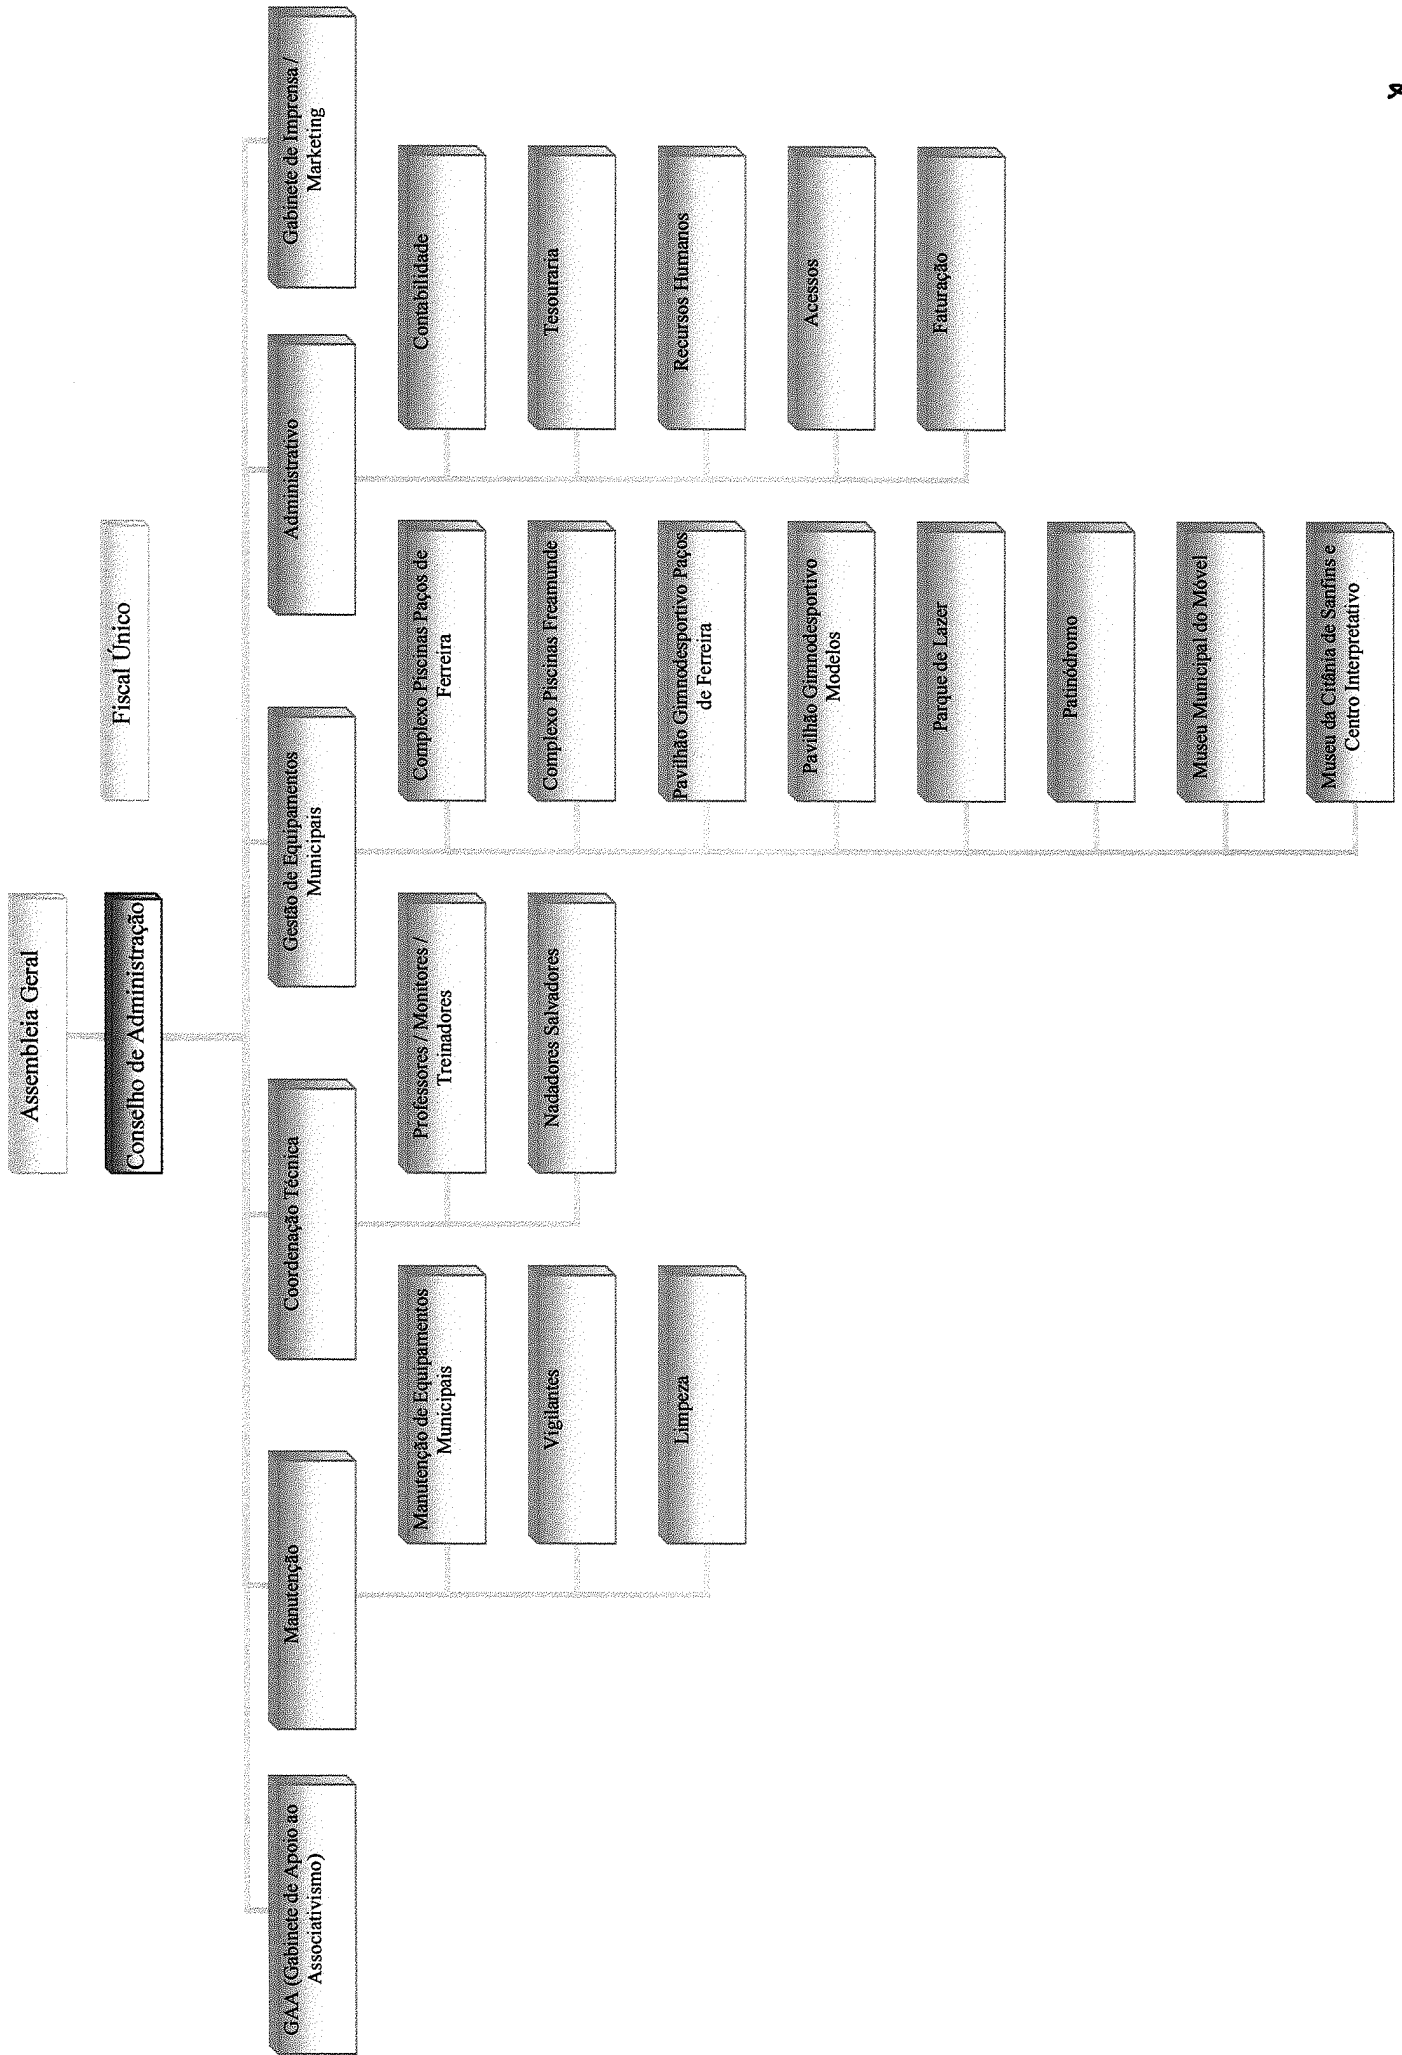 Assembleia Geral
Conselho de Administração
Fiscal Único
GAA (Gabinete de Apoio ao
Associativismo)
Manutenção
Coordenação Técnica
Gestão de Equipamentos
Municipais
Administrativo
Gabinete de Imprensa /
Marketing
Manutenção de Equipamentos
Municipais
Vigilantes
Limpeza
Professores / Monitores /
Treinadores
Nadadores Salvadores
Complexo Piscinas Paços de
Ferreira
Complexo Piscinas Freamunde
Pavilhão Gimnodesportivo Paços
de Ferreira
Pavilhão Gimnodesportivo
Modelos
Parque de Lazer
Patinódromo
Museu Municipal do Móvel
Museu da Citânia de Sanfins e
Centro Interpretativo
Contabilidade
Tesouraria
Recursos Humanos
Acessos
Faturação